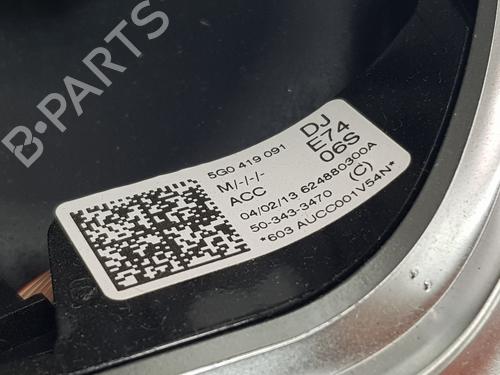 B-PARTS
5G0 419 091
DJ
M/-/-/-
E74
ACC
06S
04/02/13 624880300A
50-343-3470
(C)
*603 AUCC001V54N*